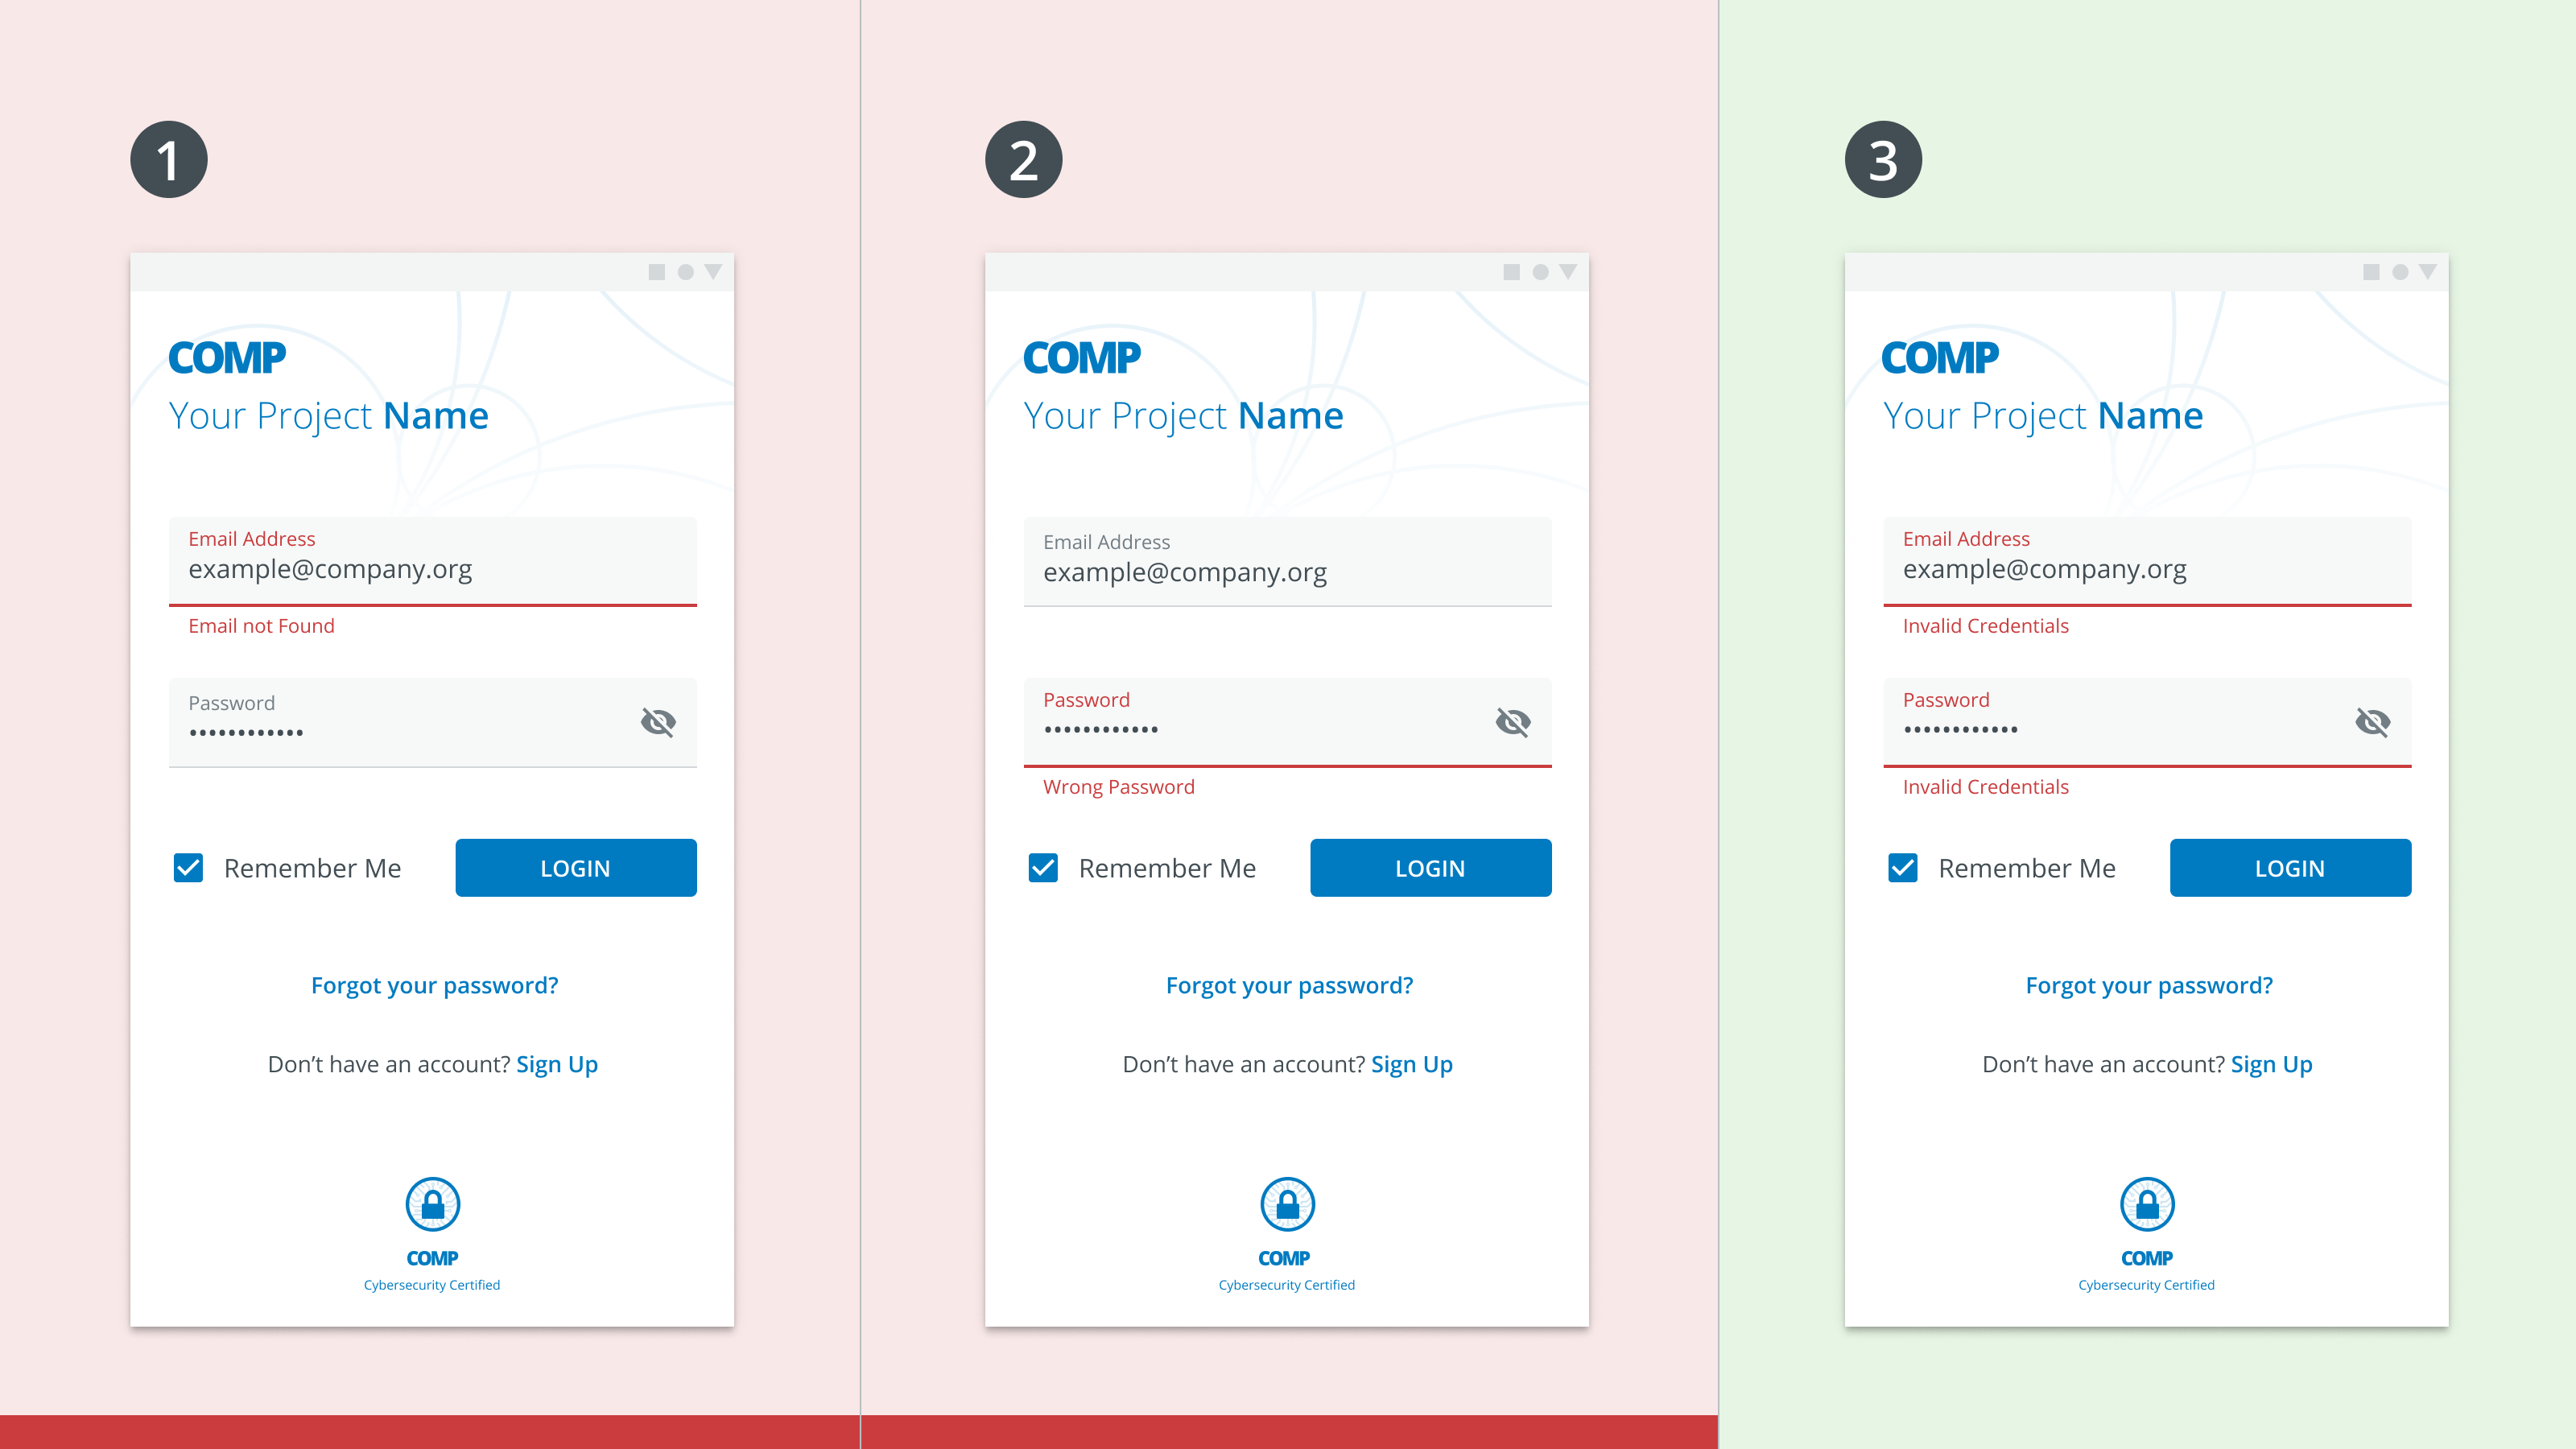 1
COMP
Your Project Name
Email Address
example@company.org
Email not Found
Password
••••••••••••
Remember Me
LOGIN
Forgot your password?
Don’t have an account? Sign Up
COMP
Cybersecurity Certified
2
COMP
Your Project Name
Email Address
example@company.org
Password
••••••••••••
Wrong Password
Remember Me
LOGIN
Forgot your password?
Don’t have an account? Sign Up
COMP
Cybersecurity Certified
3
COMP
Your Project Name
Email Address
example@company.org
Invalid Credentials
Password
••••••••••••
Invalid Credentials
Remember Me
LOGIN
Forgot your password?
Don’t have an account? Sign Up
COMP
Cybersecurity Certified